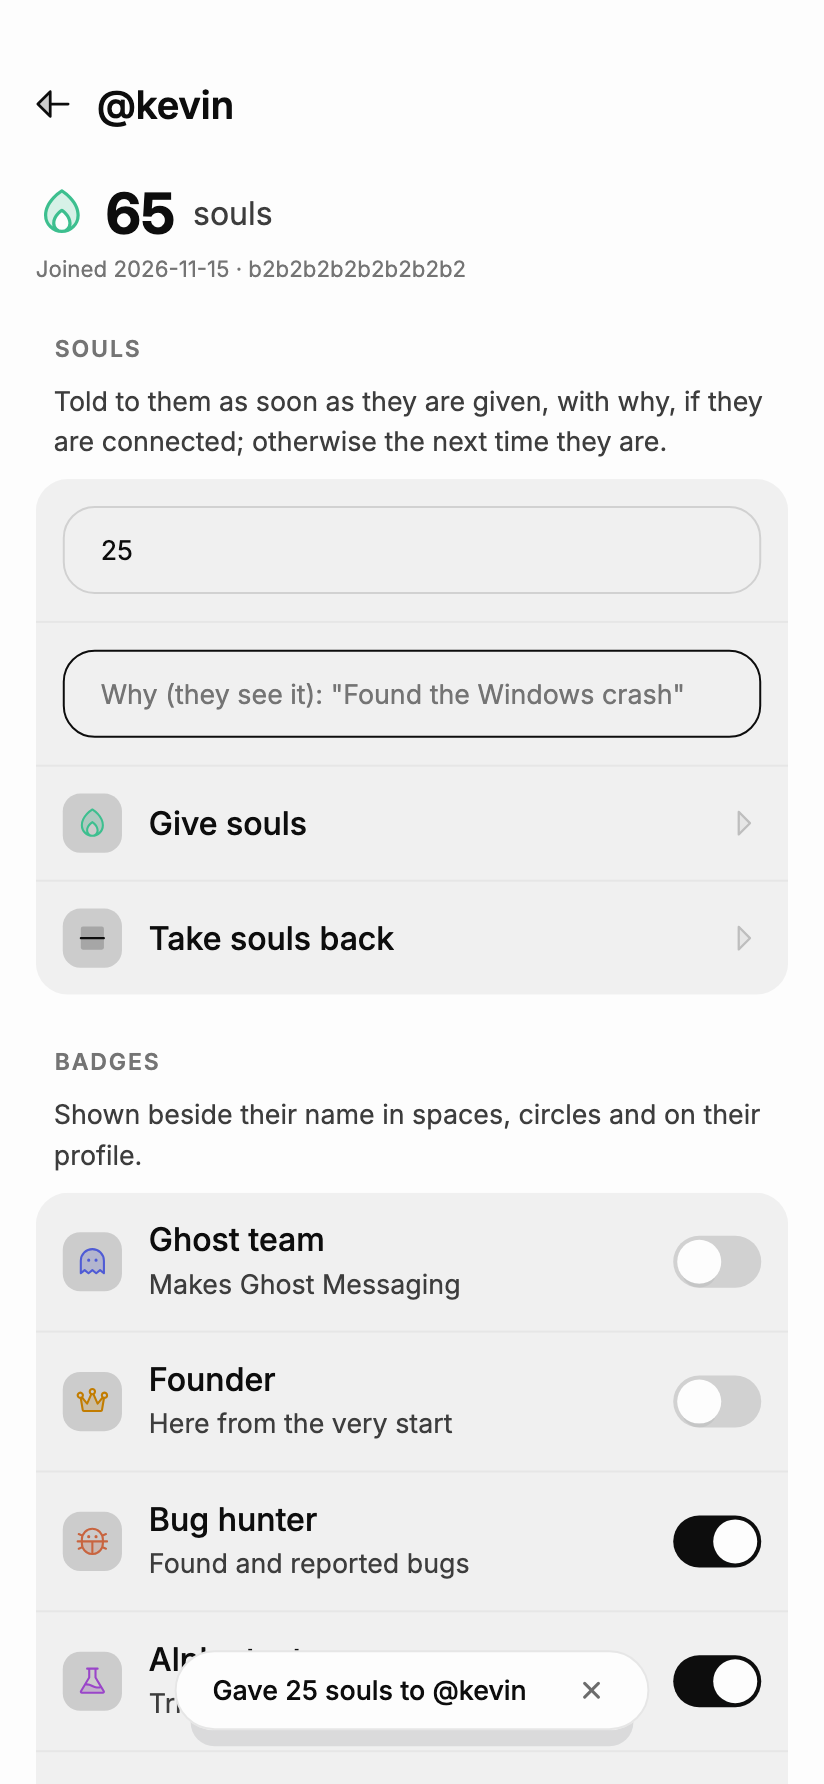 @kevin
65 souls
Joined 2026-11-15 · b2b2b2b2b2b2b2b2
SOULS
Told to them as soon as they are given, with why, if they
are connected; otherwise the next time they are.
25
Why (they see it): "Found the Windows crash"
Give souls
Take souls back
BADGES
Shown beside their name in spaces, circles and on their
profile.
Ghost team
Makes Ghost Messaging
Founder
Here from the very start
Bug hunter
Found and reported bugs
Gave 25 souls to @kevin